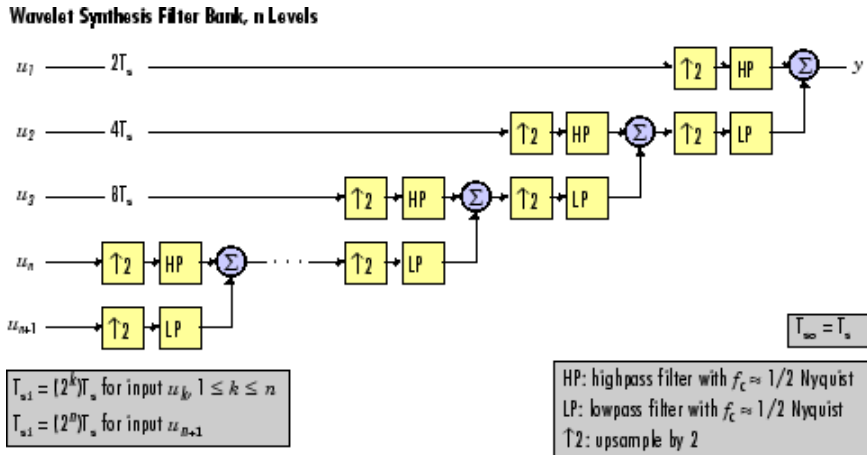 Wavelet Synthesis Filter Bank, n Levels
u₁ 2Tₛ ↑2 HP Σ y
u₂ 4Tₛ ↑2 HP Σ ↑2 LP
u₃ 8Tₛ ↑2 HP Σ ↑2 LP
uₙ ↑2 HP Σ · · · ↑2 LP
uₙ₊₁ ↑2 LP
Tₛₒ = Tₛ
Tₛᵢ = (2ᵏ)Tₛ for input uₖ, 1 ≤ k ≤ n
Tₛᵢ = (2ⁿ)Tₛ for input uₙ₊₁
HP: highpass filter with f_c ≈ 1/2 Nyquist
LP: lowpass filter with f_c ≈ 1/2 Nyquist
↑2: upsample by 2